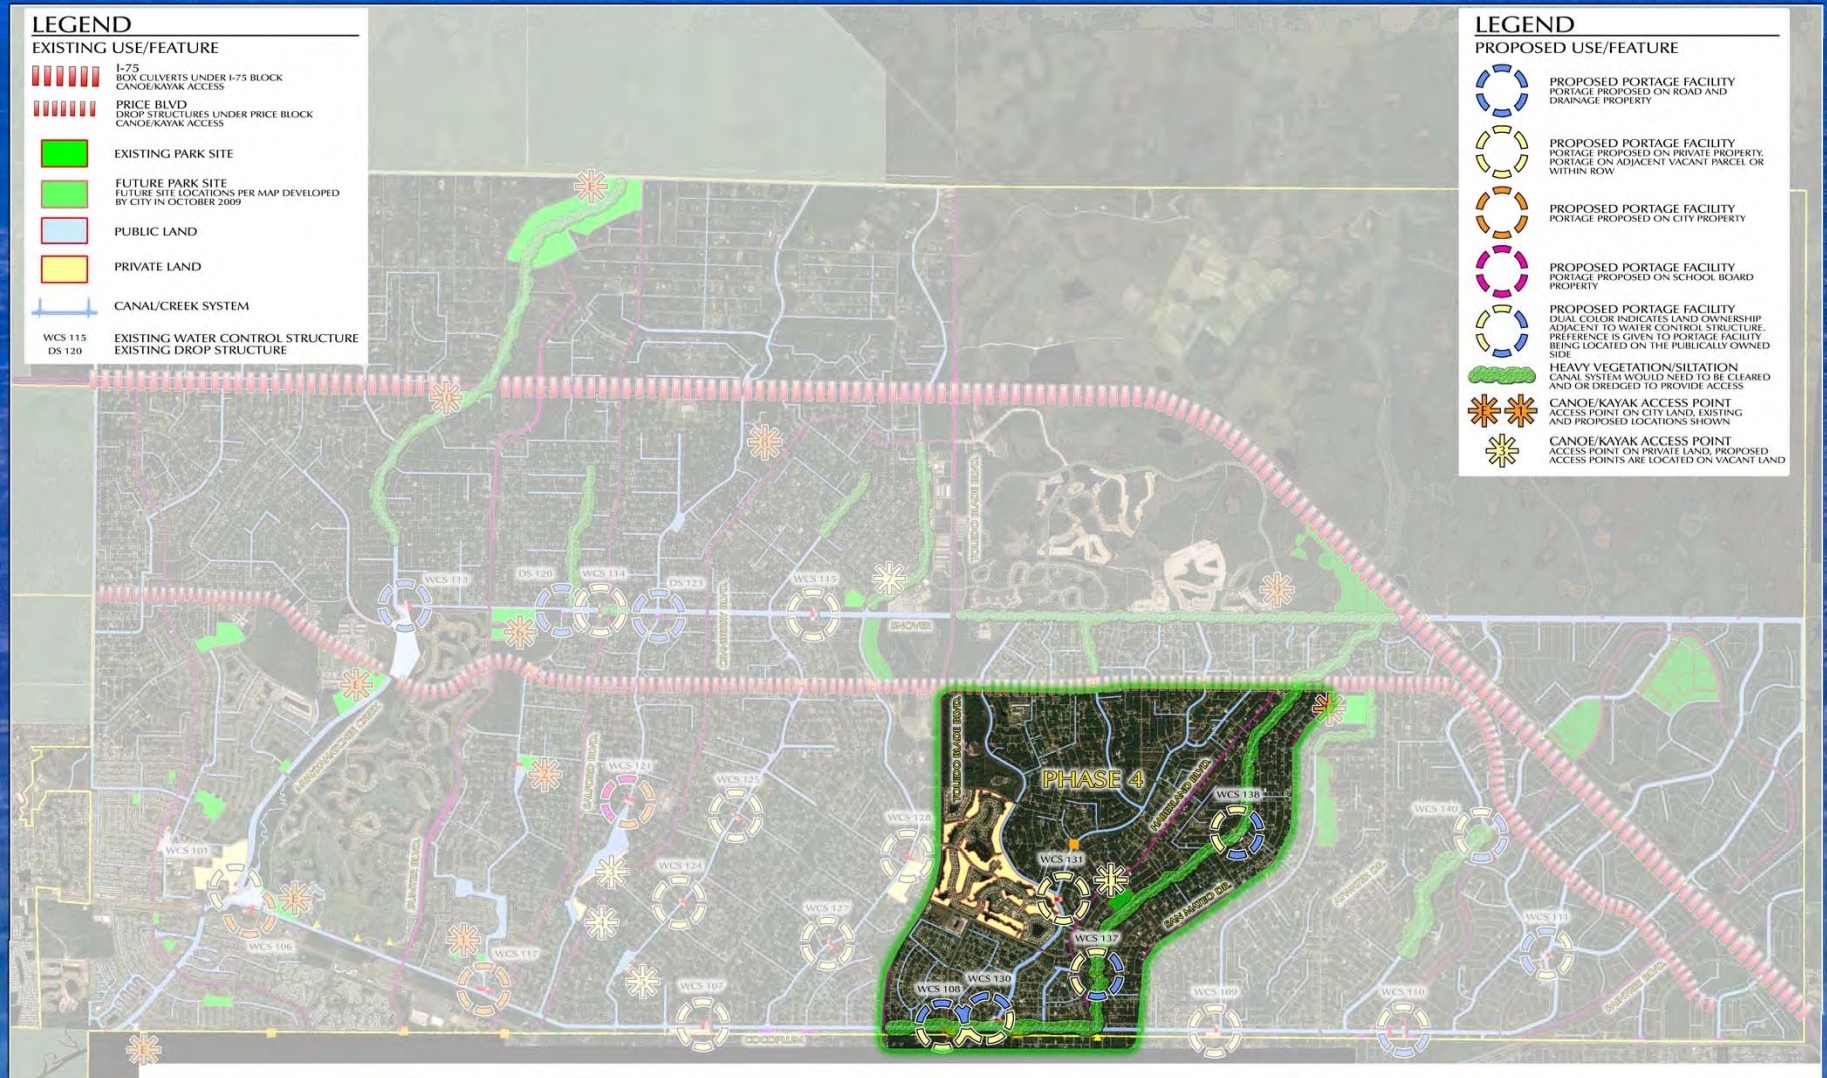 LEGEND
EXISTING USE/FEATURE
I-75
BOX CULVERTS UNDER I-75 BLOCK
CANOE/KAYAK ACCESS
PRICE BLVD
DROP STRUCTURES UNDER PRICE BLOCK
CANOE/KAYAK ACCESS
EXISTING PARK SITE
FUTURE PARK SITE
FUTURE SITE LOCATIONS PER MAP DEVELOPED
BY CITY IN OCTOBER 2009
PUBLIC LAND
PRIVATE LAND
CANAL/CREEK SYSTEM
WCS 115 EXISTING WATER CONTROL STRUCTURE
DS 120 EXISTING DROP STRUCTURE
LEGEND
PROPOSED USE/FEATURE
PROPOSED PORTAGE FACILITY
PORTAGE PROPOSED ON ROAD AND
DRAINAGE PROPERTY
PROPOSED PORTAGE FACILITY
PORTAGE PROPOSED ON PRIVATE PROPERTY.
PORTAGE ON ADJACENT VACANT PARCEL OR
WITHIN ROW
PROPOSED PORTAGE FACILITY
PORTAGE PROPOSED ON CITY PROPERTY
PROPOSED PORTAGE FACILITY
PORTAGE PROPOSED ON SCHOOL BOARD
PROPERTY
PROPOSED PORTAGE FACILITY
DUAL COLOR INDICATES LAND OWNERSHIP
ADJACENT TO WATER CONTROL STRUCTURE.
PREFERENCE IS GIVEN TO PORTAGE FACILITY
BEING LOCATED ON THE PUBLICALLY OWNED
SIDE
HEAVY VEGETATION/SILTATION
CANAL SYSTEM WOULD NEED TO BE CLEARED
AND OR DREDGED TO PROVIDE ACCESS
E 1
CANOE/KAYAK ACCESS POINT
ACCESS POINT ON CITY LAND, EXISTING
AND PROPOSED LOCATIONS SHOWN
3
CANOE/KAYAK ACCESS POINT
ACCESS POINT ON PRIVATE LAND, PROPOSED
ACCESS POINTS ARE LOCATED ON VACANT LAND
E
TOLEDO BLADE BLVD.
WCS 113
DS 120
WCS 114
DS 123
WCS 115
SNOVER
E
TOLEDO BLADE BLVD.
PHASE 4
HABERLAND BLVD.
WCS 121
WCS 125
WCS 138
WCS 140
WCS 128
WCS 101
WCS 131
WCS 124
SAN MATEO DR.
WCS 127
WCS 111
WCS 137
WCS 106
WCS 117
WCS 108
WCS 130
WCS 107
WCS 109
WCS 110
COCOPLUM